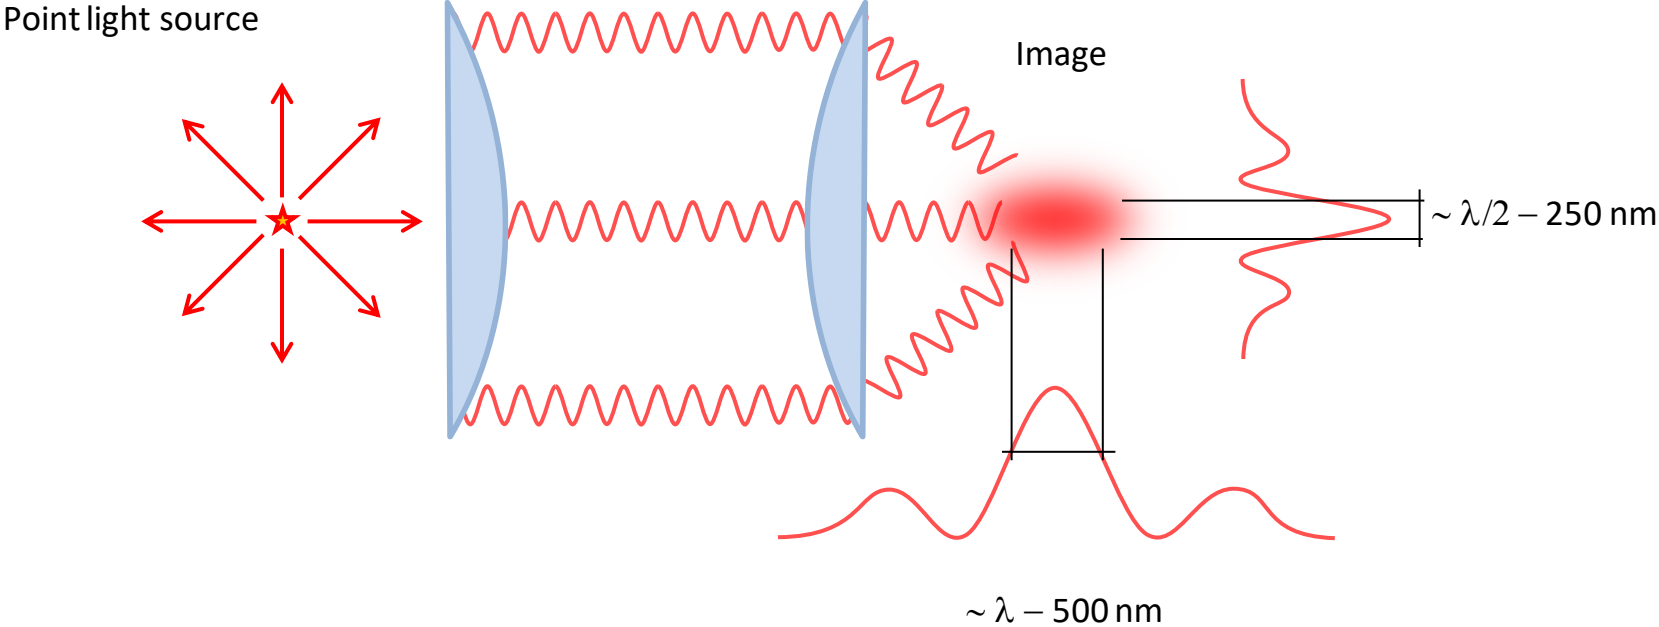 Point light source
Image
~ λ/2 – 250 nm
~ λ – 500 nm